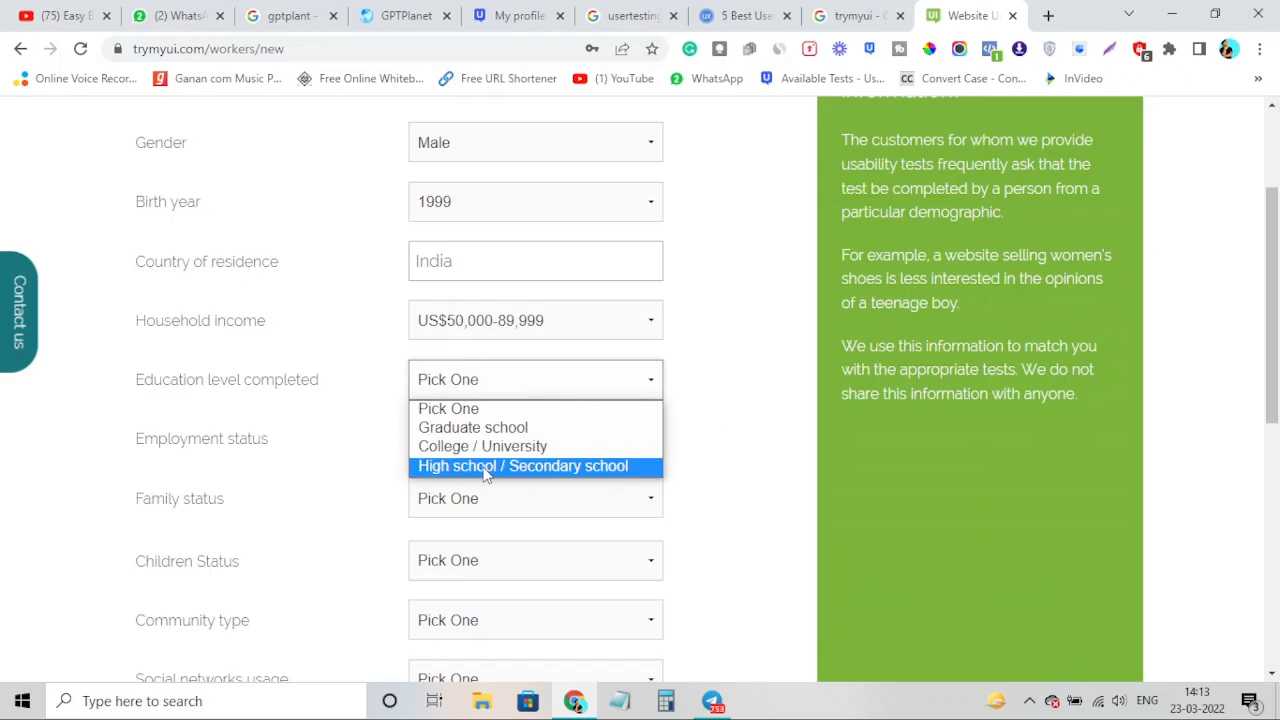 (75) Easy B
(2) WhatsA
gptplant -
GPTPlanet
My profile
usertesting
5 Best Use
trymyui - G
Website U
trymyui.com/workers/new
6
1
Online Voice Recor...
Ganan com Music P...
Free Online Whiteb...
Free URL Shortener
(1) YouTube
2
WhatsApp
Available Tests - Us...
CC
Convert Case - Con...
InVideo
»
Gender
Male
Birth year
1999
Country of residence
India
Household income
US$50,000-89,999
Education level completed
Pick One
Pick One
Graduate school
College / University
High school / Secondary school
Employment status
Family status
Pick One
Children Status
Pick One
Community type
Pick One
Social networks usage
Pick One
Contact us
The customers for whom we provide
usability tests frequently ask that the
test be completed by a person from a
particular demographic.
For example, a website selling women's
shoes is less interested in the opinions
of a teenage boy.
We use this information to match you
with the appropriate tests. We do not
share this information with anyone.
Type here to search
753
ENG
14:13
23-03-2022
3